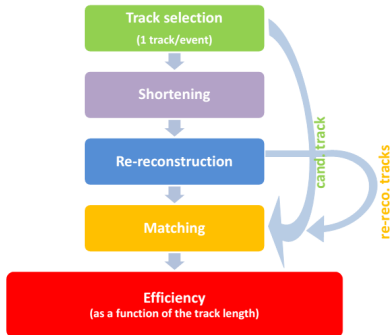 Track selection
(1 track/event)
Shortening
Re-reconstruction
Matching
Efficiency
(as a function of the track length)
cand. track
re-reco. tracks